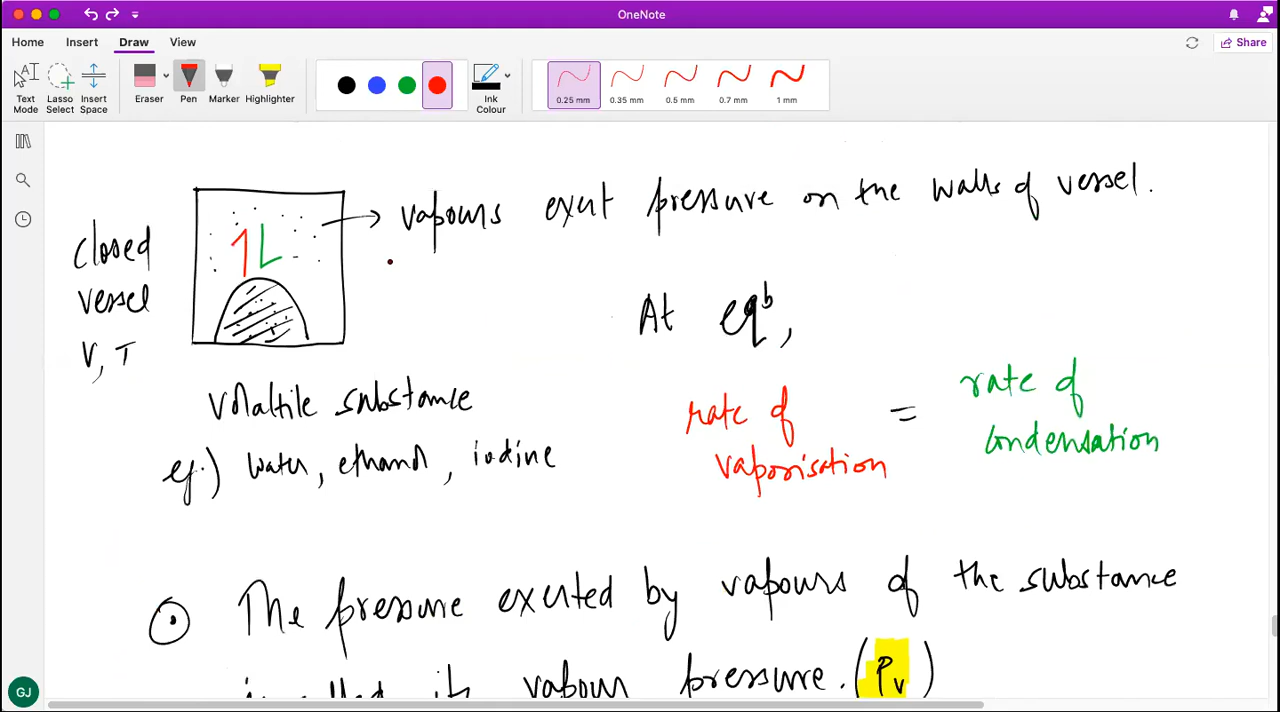 OneNote
Home Insert Draw View
Share
Text Mode
Lasso Select
Insert Space
Eraser
Pen
Marker
Highlighter
Ink Colour
0.25 mm
0.35 mm
0.5 mm
0.7 mm
1 mm
closed vessel V, T
vapours exert pressure on the walls of vessel.
At eqb,
volatile substance
eg.) water, ethanol, iodine
rate of vaporisation = rate of condensation
The pressure exerted by vapours of the substance
is called its vapour pressure. (Pv)
GJ